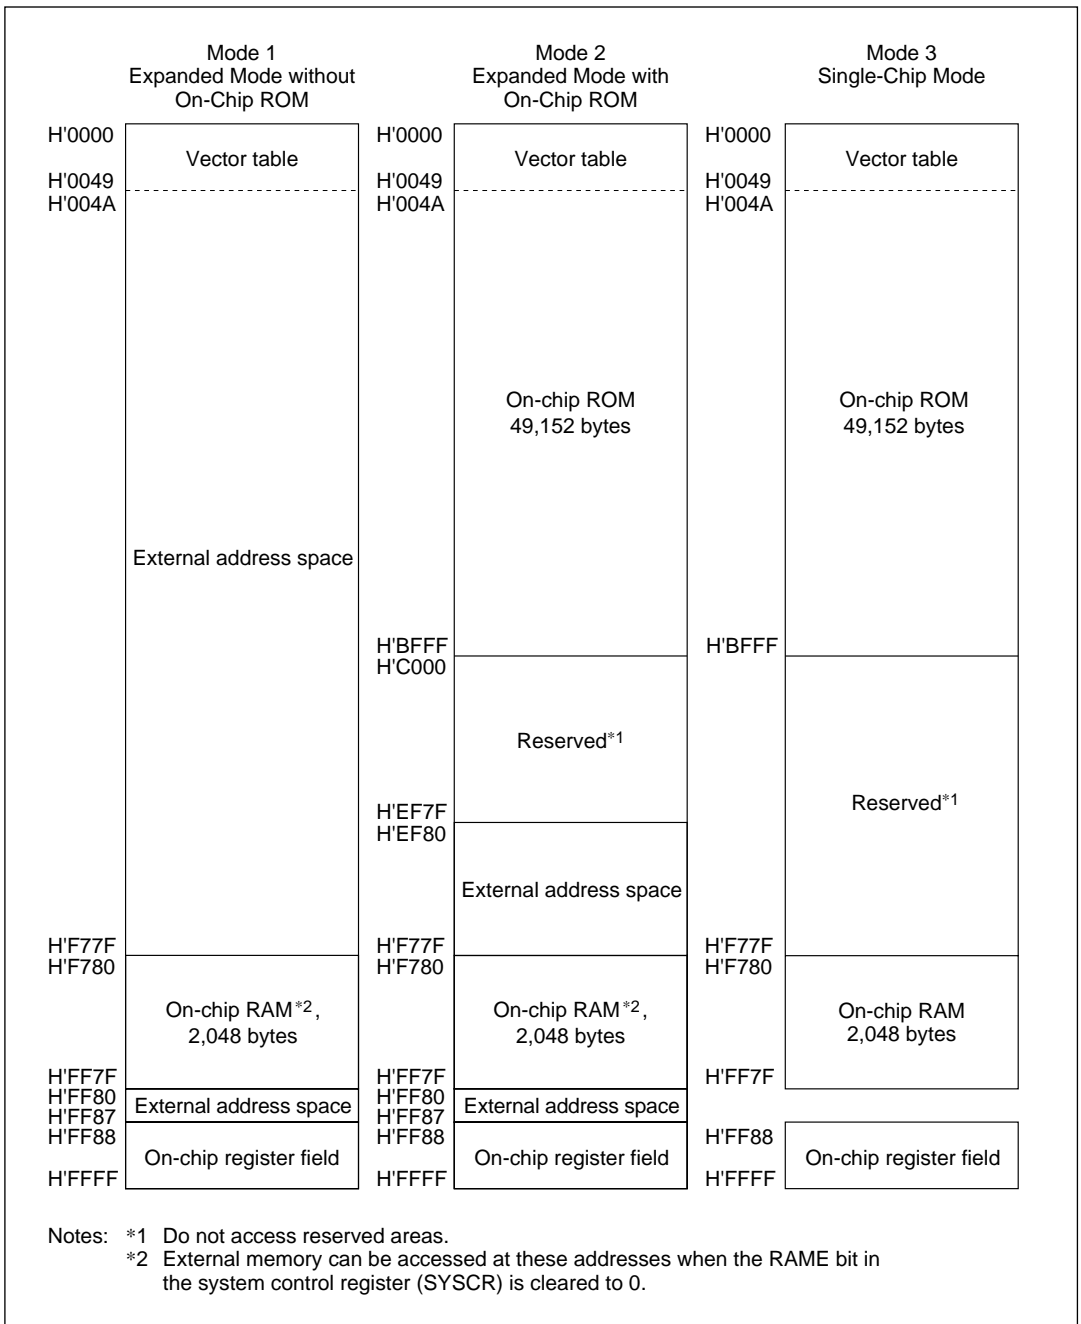 Mode 1
Expanded Mode without
On-Chip ROM
H'0000
Vector table
H'0049
H'004A
External address space
H'F77F
H'F780
On-chip RAM*2,
2,048 bytes
H'FF7F
H'FF80
External address space
H'FF87
H'FF88
On-chip register field
H'FFFF
Mode 2
Expanded Mode with
On-Chip ROM
H'0000
Vector table
H'0049
H'004A
On-chip ROM
49,152 bytes
H'BFFF
H'C000
Reserved*1
H'EF7F
H'EF80
External address space
H'F77F
H'F780
On-chip RAM*2,
2,048 bytes
H'FF7F
H'FF80
External address space
H'FF87
H'FF88
On-chip register field
H'FFFF
Mode 3
Single-Chip Mode
H'0000
Vector table
H'0049
H'004A
On-chip ROM
49,152 bytes
H'BFFF
Reserved*1
H'F77F
H'F780
On-chip RAM
2,048 bytes
H'FF7F
H'FF88
On-chip register field
H'FFFF
Notes: *1 Do not access reserved areas.
*2 External memory can be accessed at these addresses when the RAME bit in
the system control register (SYSCR) is cleared to 0.